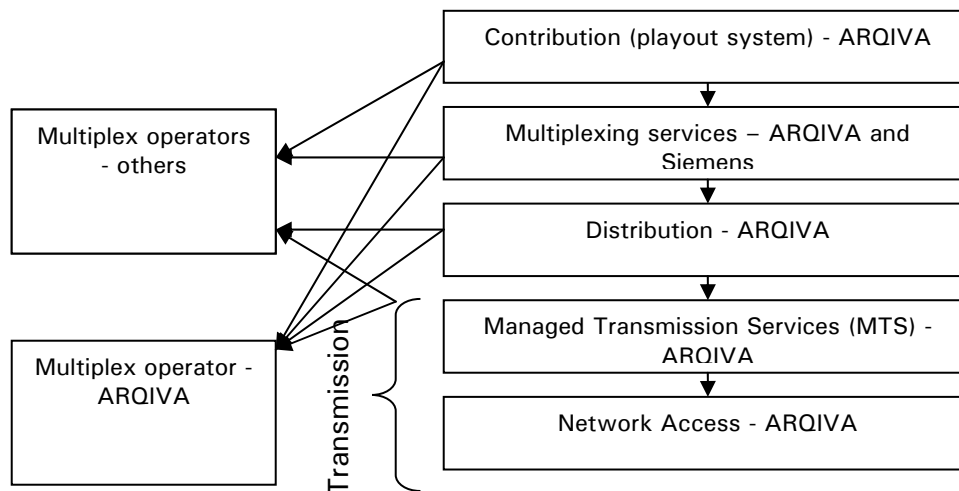 Contribution (playout system) - ARQIVA
Multiplex operators
- others
Multiplexing services – ARQIVA and
Siemens
Distribution - ARQIVA
Managed Transmission Services (MTS) -
ARQIVA
Multiplex operator -
ARQIVA
Transmission
Network Access - ARQIVA